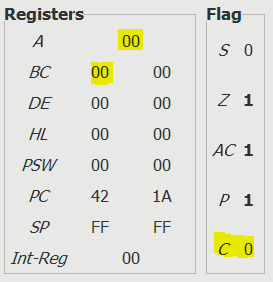 Registers
A 00
BC 00 00
DE 00 00
HL 00 00
PSW 00 00
PC 42 1A
SP FF FF
Int-Reg 00
Flag
S 0
Z 1
AC 1
P 1
C 0